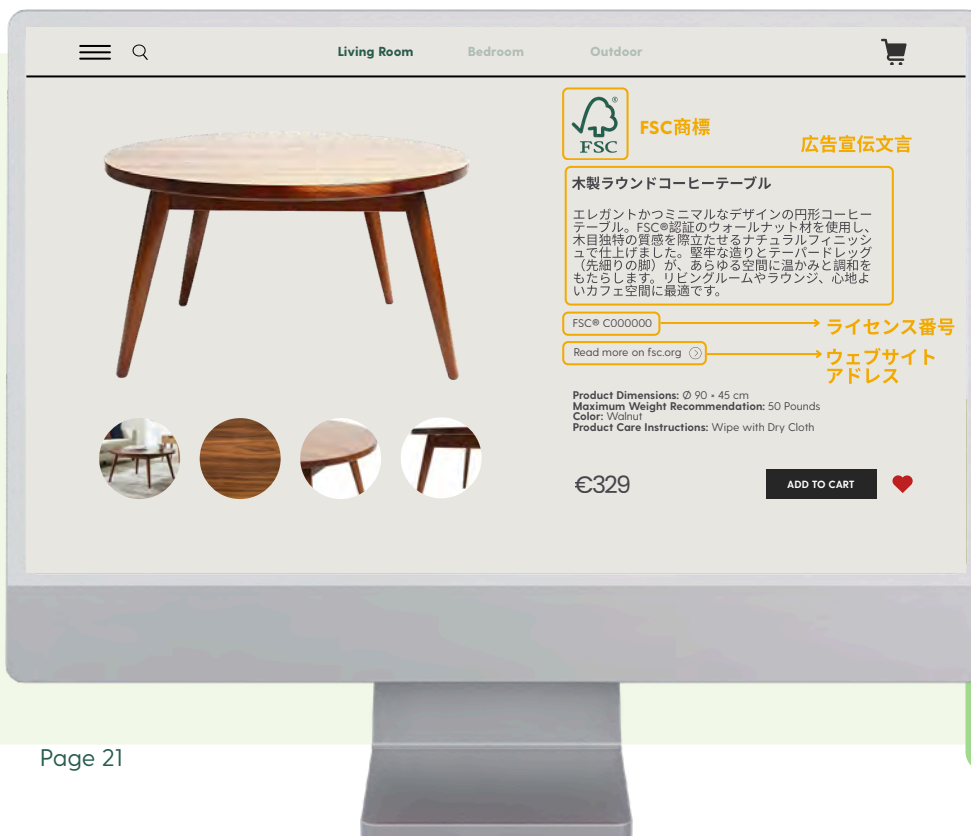 Living Room
Bedroom
Outdoor
FSC
®
FSC商標
広告宣伝文言
木製ラウンドコーヒーテーブル
エレガントかつミニマルなデザインの円形コーヒー
テーブル。FSC®認証のウォールナット材を使用し、
木目独特の質感を際立たせるナチュラルフィニッシ
ュで仕上げました。堅牢な造りとテーパードレッグ
（先細りの脚）が、あらゆる空間に温かみと調和を
もたらします。リビングルームやラウンジ、心地よ
いカフェ空間に最適です。
FSC® C000000
ライセンス番号
Read more on fsc.org
ウェブサイト
アドレス
Product Dimensions: Ø 90 • 45 cm
Maximum Weight Recommendation: 50 Pounds
Color: Walnut
Product Care Instructions: Wipe with Dry Cloth
€329
ADD TO CART
Page 21